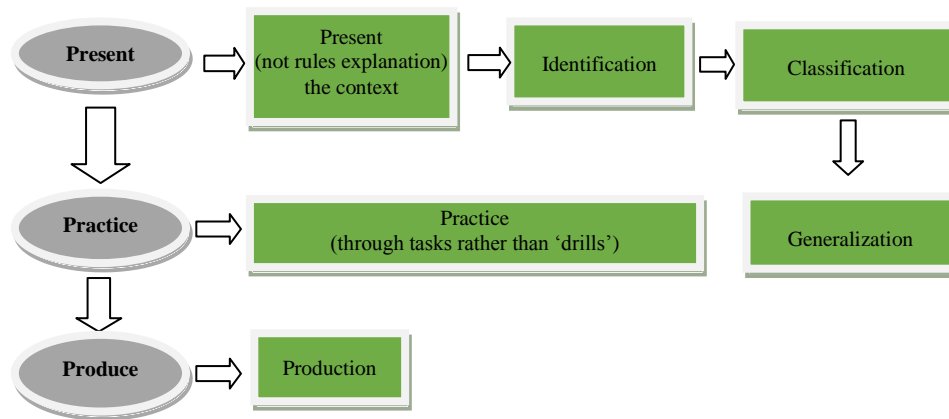 Present
Present
(not rules explanation)
the context
Identification
Classification
Practice
Practice
(through tasks rather than ‘drills’)
Generalization
Produce
Production